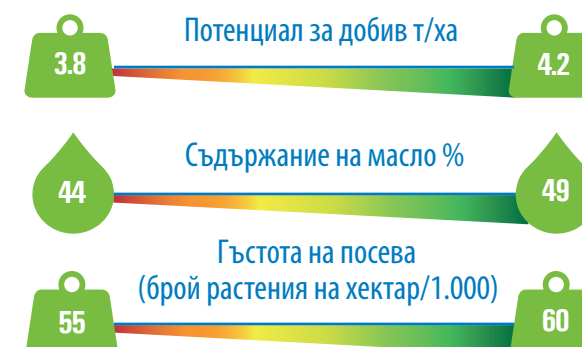 Потенциал за добив т/ха
3.8 4.2
Съдържание на масло %
44 49
Гъстота на посева
(брой растения на хектар/1.000)
55 60